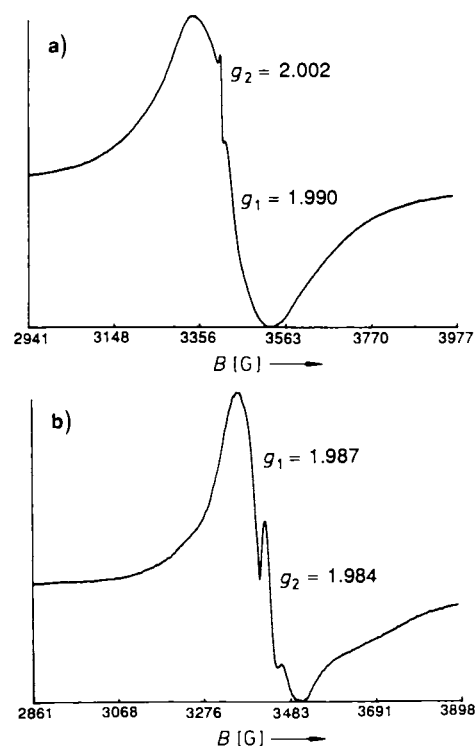 a)
g₂ = 2.002
g₁ = 1.990
2941 3148 3356 3563 3770 3977
B [G] →
b)
g₁ = 1.987
g₂ = 1.984
2861 3068 3276 3483 3691 3898
B [G] →